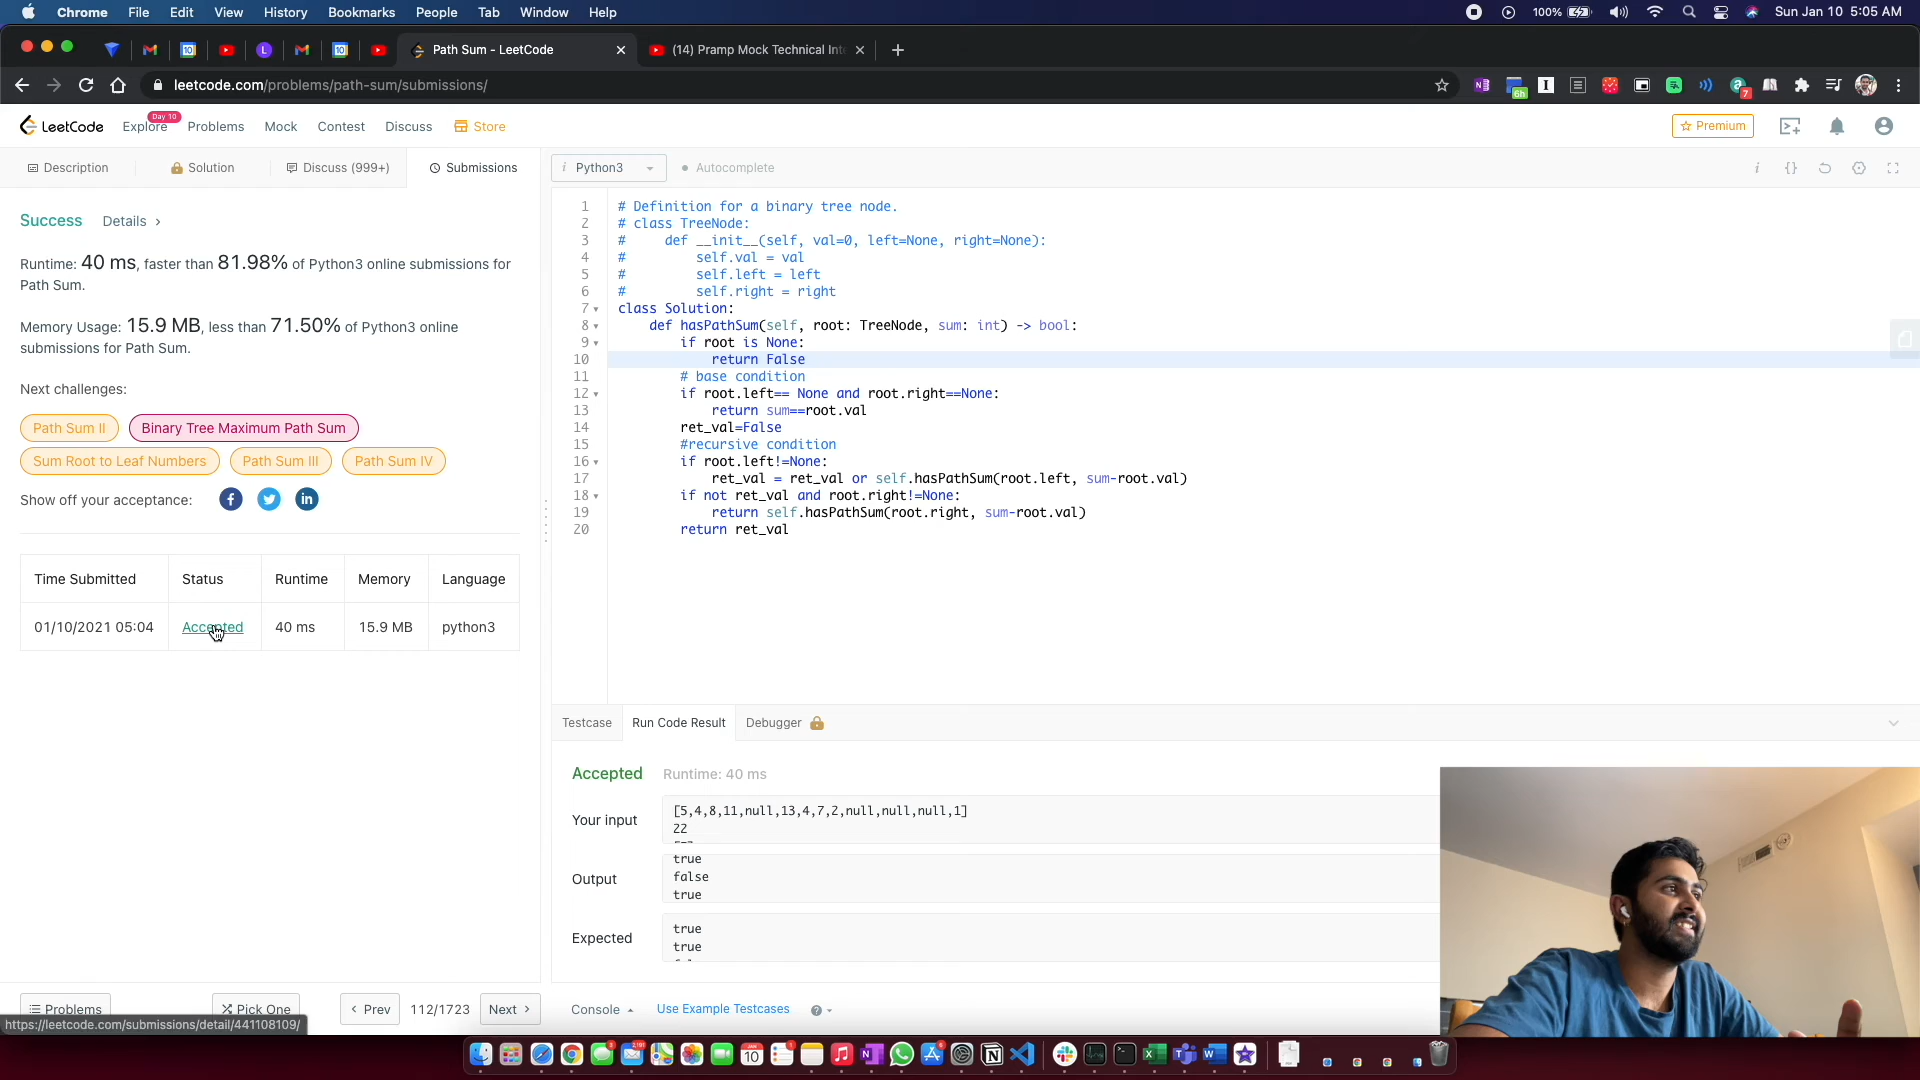 Chrome File Edit View History Bookmarks People Tab Window Help
100% Sun Jan 10 5:05 AM
Path Sum - LeetCode
(14) Pramp Mock Technical Int
leetcode.com/problems/path-sum/submissions/
6h
7
LeetCode Explore Day 10 Problems Mock Contest Discuss Store
Premium
Description Solution Discuss (999+) Submissions
i Python3 Autocomplete
Success Details
Runtime: 40 ms, faster than 81.98% of Python3 online submissions for
Path Sum.
Memory Usage: 15.9 MB, less than 71.50% of Python3 online
submissions for Path Sum.
Next challenges:
Path Sum II Binary Tree Maximum Path Sum
Sum Root to Leaf Numbers Path Sum III Path Sum IV
Show off your acceptance:
Time Submitted Status Runtime Memory Language
01/10/2021 05:04 Accepted 40 ms 15.9 MB python3
1 # Definition for a binary tree node.
2 # class TreeNode:
3 #     def __init__(self, val=0, left=None, right=None):
4 #         self.val = val
5 #         self.left = left
6 #         self.right = right
7 class Solution:
8     def hasPathSum(self, root: TreeNode, sum: int) -> bool:
9         if root is None:
10             return False
11         # base condition
12         if root.left== None and root.right==None:
13             return sum==root.val
14         ret_val=False
15         #recursive condition
16         if root.left!=None:
17             ret_val = ret_val or self.hasPathSum(root.left, sum-root.val)
18         if not ret_val and root.right!=None:
19             return self.hasPathSum(root.right, sum-root.val)
20         return ret_val
Testcase Run Code Result Debugger
Accepted Runtime: 40 ms
Your input
[5,4,8,11,null,13,4,7,2,null,null,null,1]
22
Output
true
false
true
Expected
true
true
Problems Pick One Prev 112/1723 Next
Console Use Example Testcases
https://leetcode.com/submissions/detail/441108109/